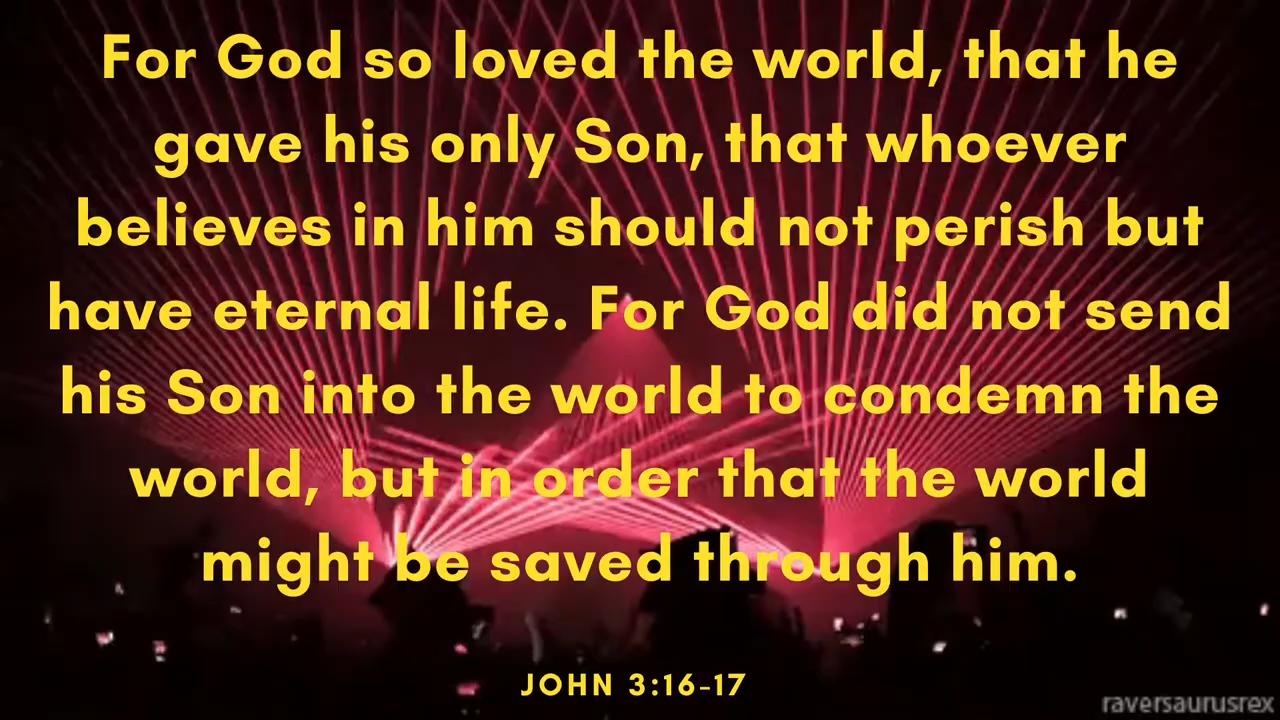 For God so loved the world, that he
gave his only Son, that whoever
believes in him should not perish but
have eternal life. For God did not send
his Son into the world to condemn the
world, but in order that the world
might be saved through him.
JOHN 3:16-17
raversaurusrex